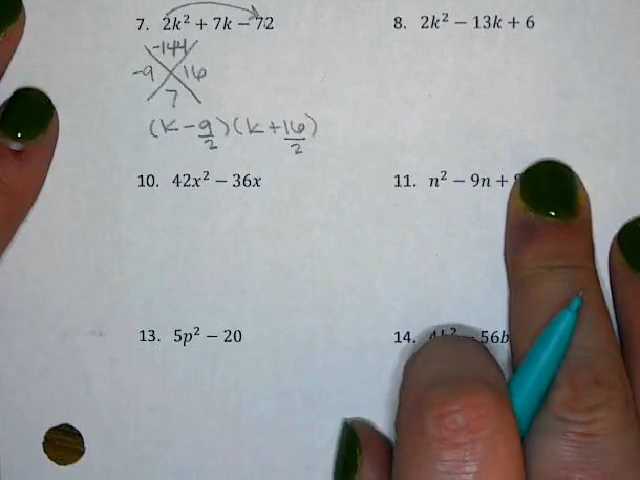 7. 2k² + 7k − 72
8. 2k² − 13k + 6
-144
-9 16
7
(k - 9/2)(k + 16/2)
10. 42x² − 36x
11. n² − 9n +
13. 5p² − 20
14. 56b